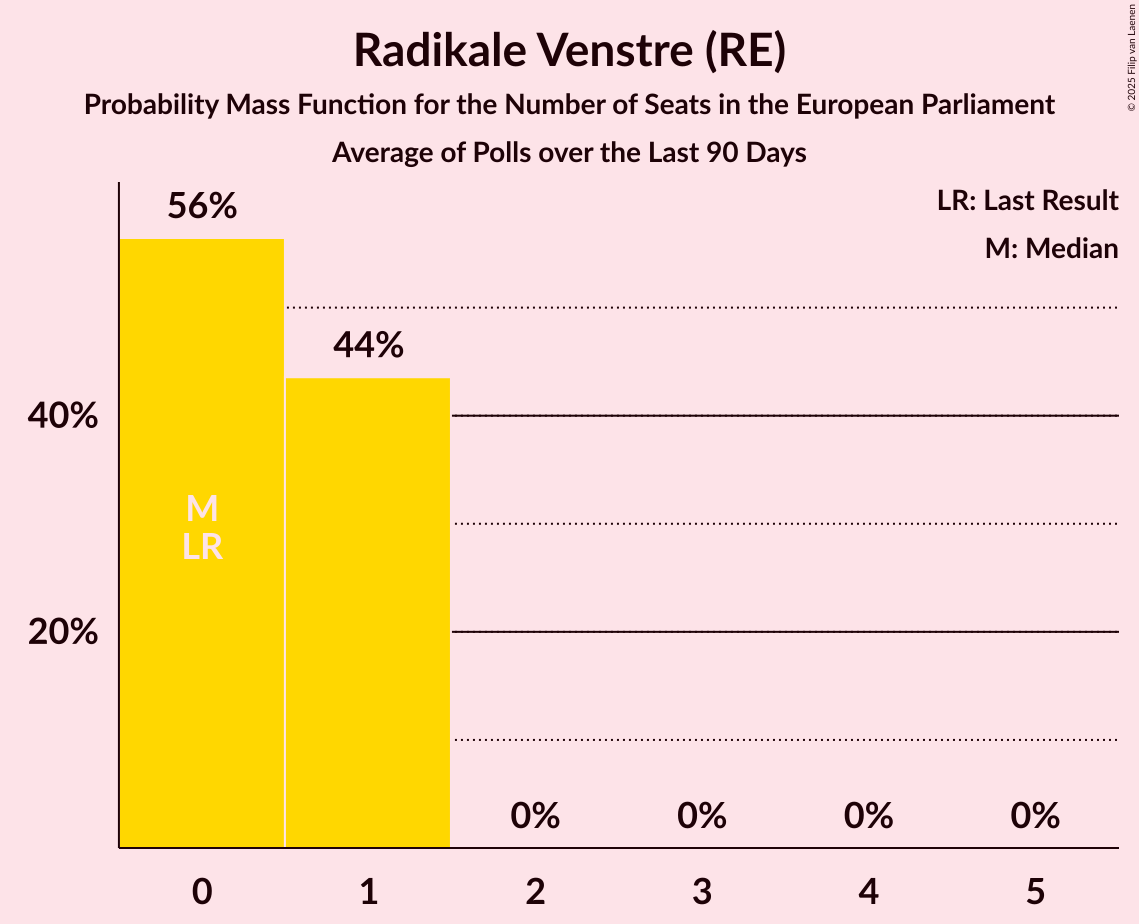 Radikale Venstre (RE)
Probability Mass Function for the Number of Seats in the European Parliament
Average of Polls over the Last 90 Days
© 2025 Filip van Laenen
LR: Last Result
M: Median
56%
44%
40%
20%
M
LR
0%
0%
0%
0%
0
1
2
3
4
5